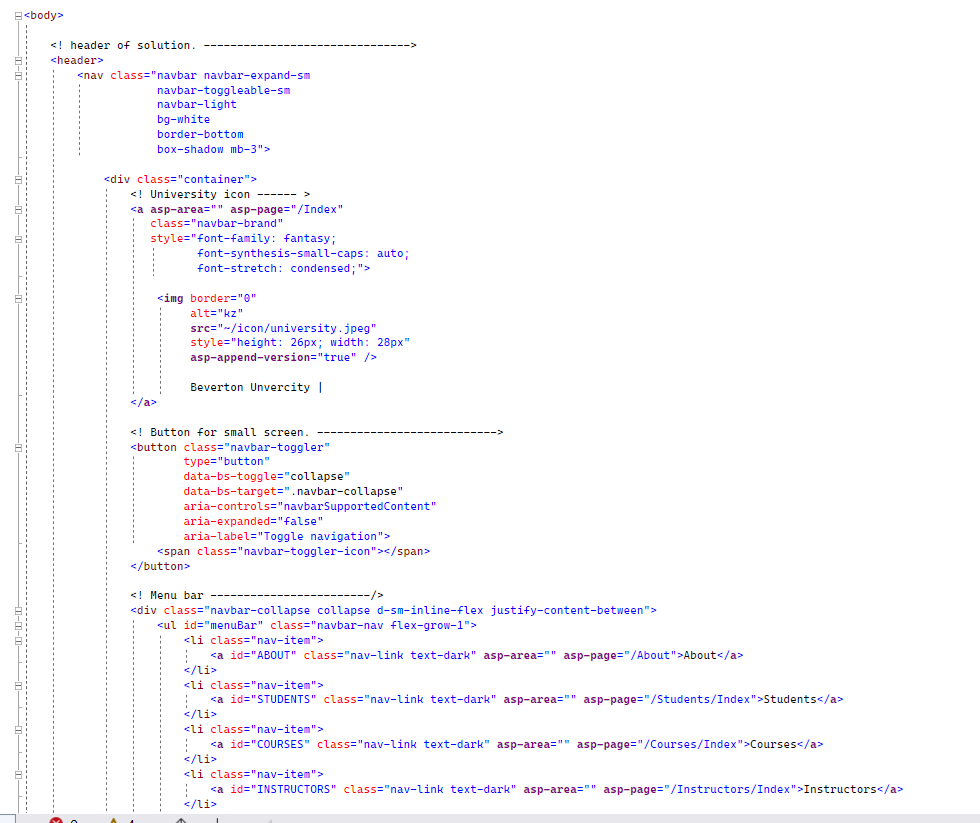 <body>
<! header of solution. ------------------------------->
<header>
<nav class="navbar navbar-expand-sm
navbar-toggleable-sm
navbar-light
bg-white
border-bottom
box-shadow mb-3">
<div class="container">
<! University icon ------ >
<a asp-area="" asp-page="/Index"
class="navbar-brand"
style="font-family: fantasy;
font-synthesis-small-caps: auto;
font-stretch: condensed;">
<img border="0"
alt="kz"
src="~/icon/university.jpeg"
style="height: 26px; width: 28px"
asp-append-version="true" />
Beverton Unvercity |
</a>
<! Button for small screen. --------------------------->
<button class="navbar-toggler"
type="button"
data-bs-toggle="collapse"
data-bs-target=".navbar-collapse"
aria-controls="navbarSupportedContent"
aria-expanded="false"
aria-label="Toggle navigation">
<span class="navbar-toggler-icon"></span>
</button>
<! Menu bar ------------------------/>
<div class="navbar-collapse collapse d-sm-inline-flex justify-content-between">
<ul id="menuBar" class="navbar-nav flex-grow-1">
<li class="nav-item">
<a id="ABOUT" class="nav-link text-dark" asp-area="" asp-page="/About">About</a>
</li>
<li class="nav-item">
<a id="STUDENTS" class="nav-link text-dark" asp-area="" asp-page="/Students/Index">Students</a>
</li>
<li class="nav-item">
<a id="COURSES" class="nav-link text-dark" asp-area="" asp-page="/Courses/Index">Courses</a>
</li>
<li class="nav-item">
<a id="INSTRUCTORS" class="nav-link text-dark" asp-area="" asp-page="/Instructors/Index">Instructors</a>
</li>